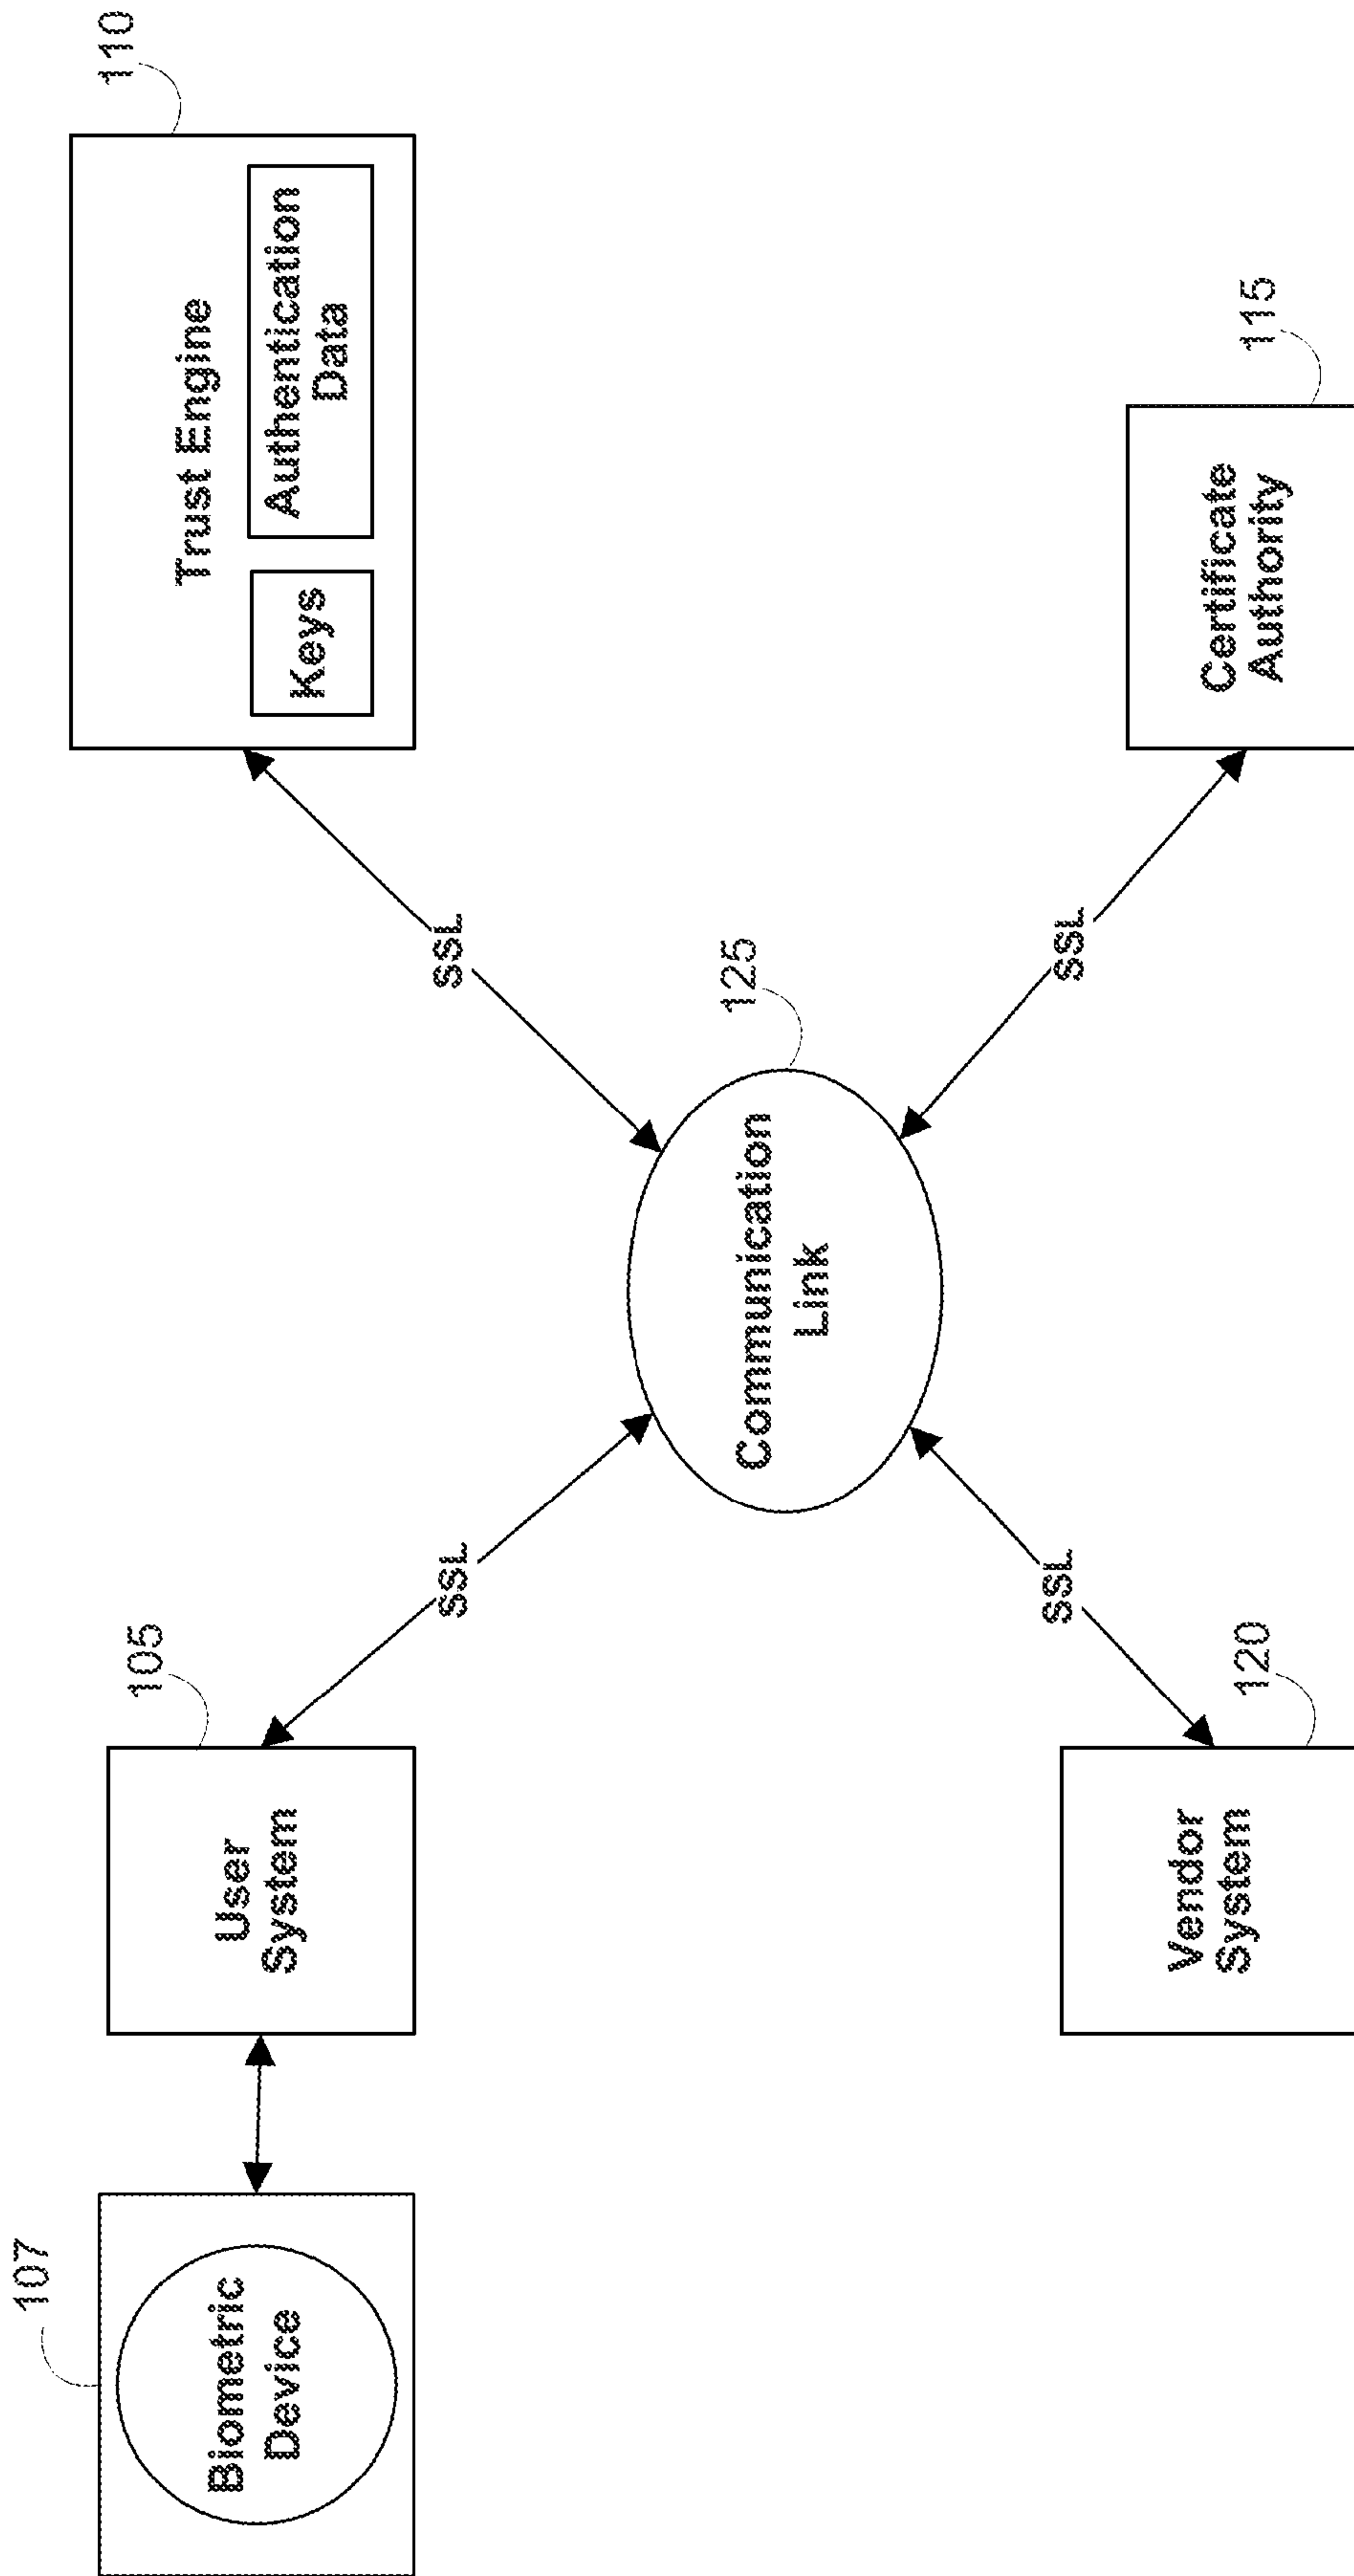 107
Biometric
Device
105
User
System
110
Trust Engine
Keys
Authentication
Data
SSL
SSL
125
Communication
Link
SSL
SSL
120
Vendor
System
115
Certificate
Authority